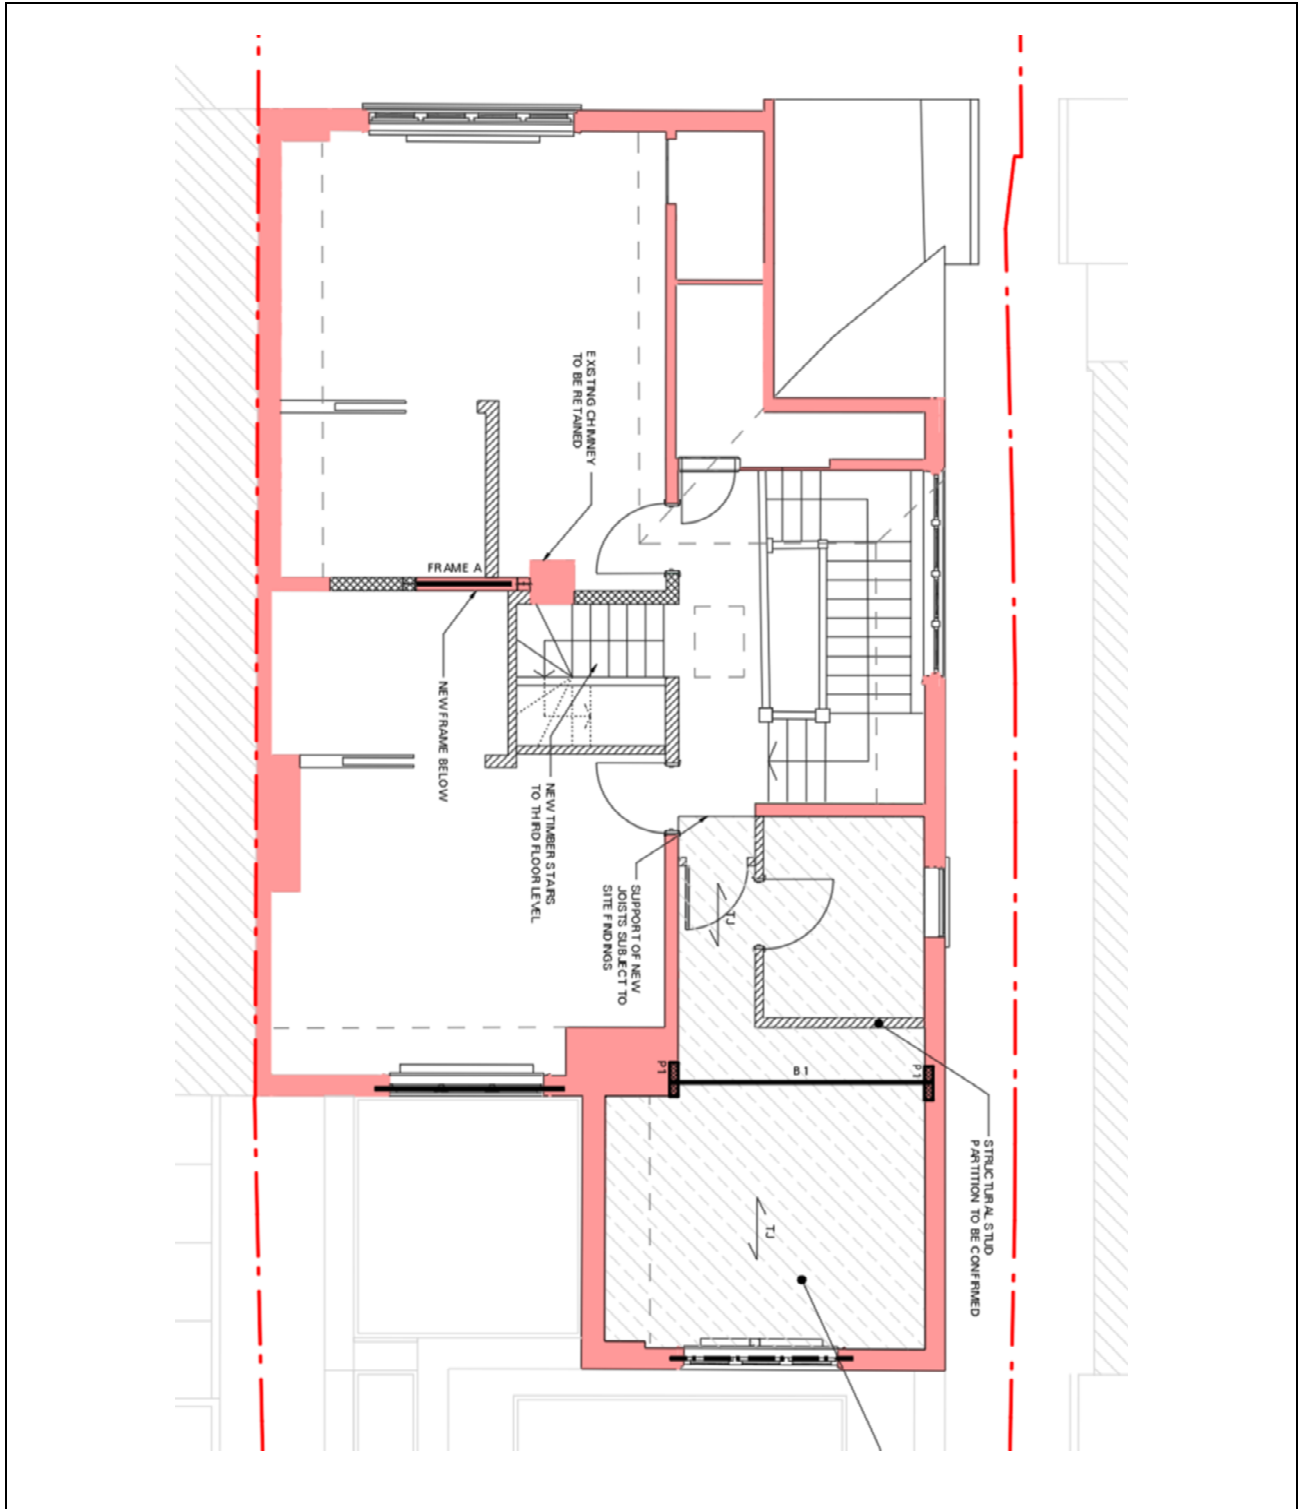 EXISTING CHIMNEY
TO BE RETAINED
FRAME A
NEW FRAME BELOW
NEW TIMBER STAIRS
TO THIRD FLOOR LEVEL
SUPPORT OF NEW
JOISTS SUBJECT TO
SITE FINDINGS
TJ
P1
B1
P1
STRUCTURAL STUD
PARTITION TO BE CONFIRMED
TJ